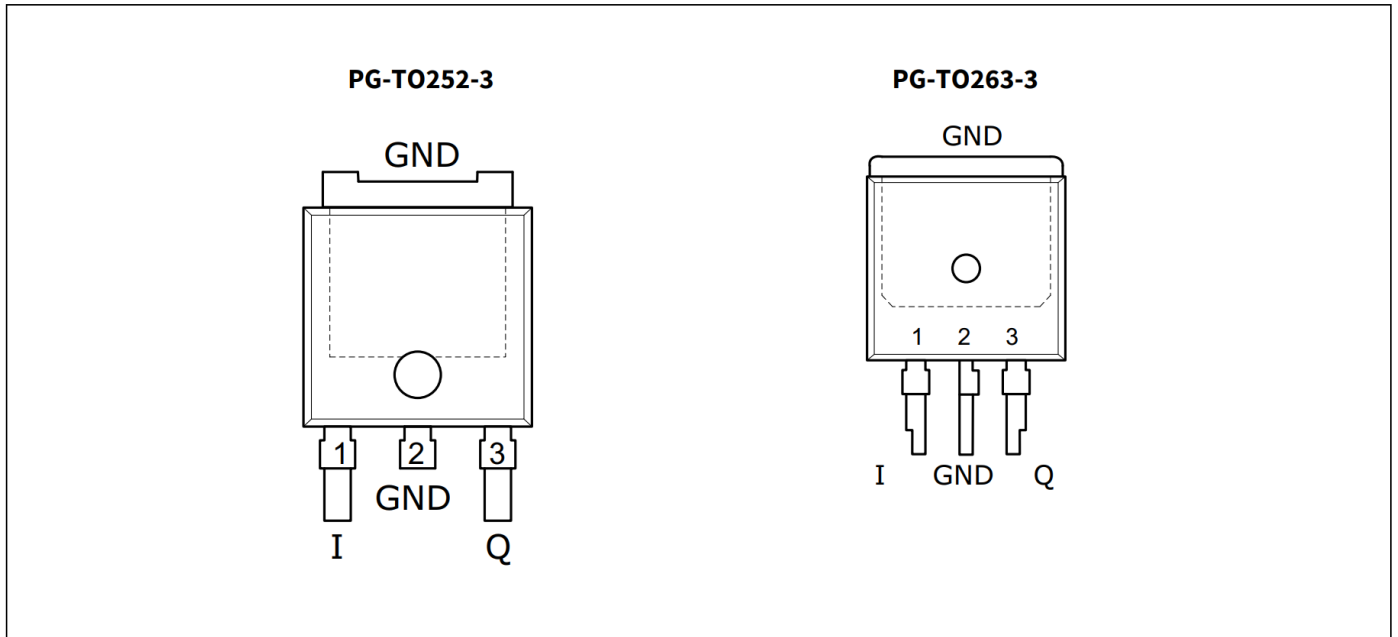 PG-TO252-3
GND
1 2 3
GND
I Q
PG-TO263-3
GND
1 2 3
I GND Q